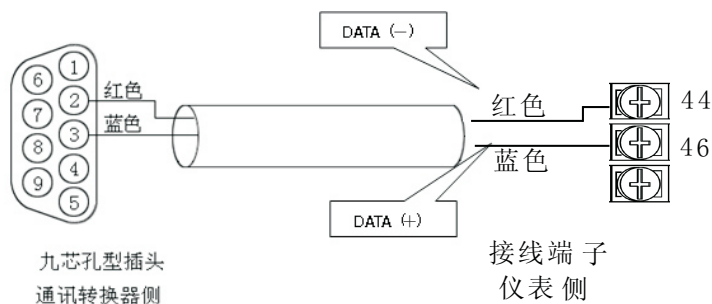 DATA (-)
1
6
2
红色
7
3
蓝色
8
4
9
5
红色
44
蓝色
46
DATA (+)
九芯孔型插头
通讯转换器侧
接线端子
仪表侧